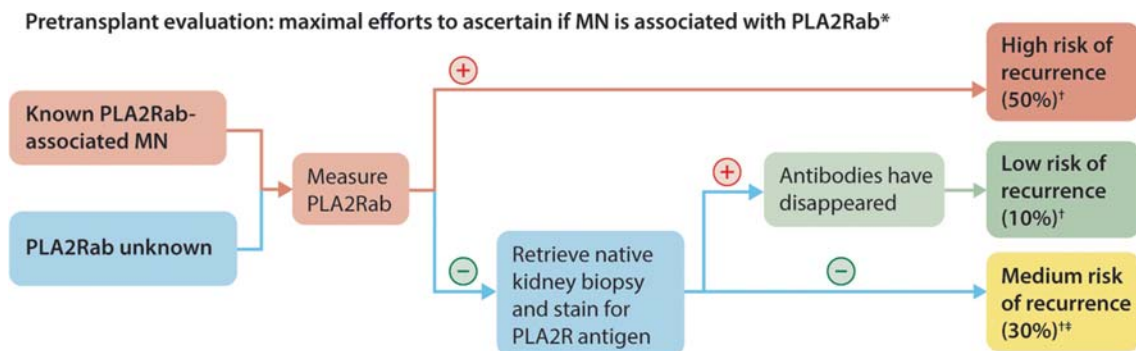 Pretransplant evaluation: maximal efforts to ascertain if MN is associated with PLA2Rab*
Known PLA2Rab-
associated MN
PLA2Rab unknown
Measure
PLA2Rab
+
−
Retrieve native
kidney biopsy
and stain for
PLA2R antigen
+
−
Antibodies have
disappeared
High risk of
recurrence
(50%)†
Low risk of
recurrence
(10%)†
Medium risk
of recurrence
(30%)†‡